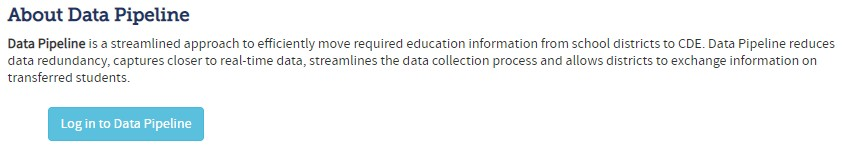 About Data Pipeline
Data Pipeline is a streamlined approach to efficiently move required education information from school districts to CDE. Data Pipeline reduces
data redundancy, captures closer to real-time data, streamlines the data collection process and allows districts to exchange information on
transferred students.
Log in to Data Pipeline